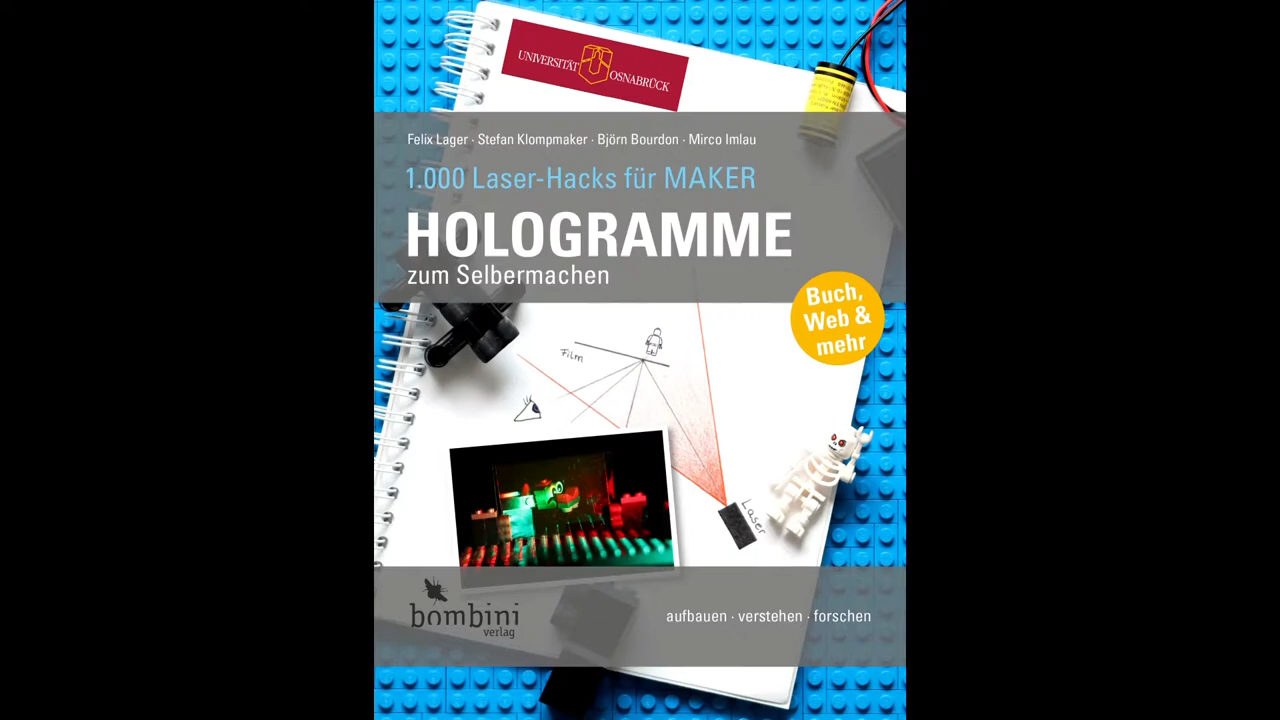 UNIVERSITÄT OSNABRÜCK
Felix Lager · Stefan Klompmaker · Björn Bourdon · Mirco Imlau
1.000 Laser-Hacks für MAKER
HOLOGRAMME
zum Selbermachen
Buch,
Web &
mehr
Film
Laser
bombini
verlag
aufbauen · verstehen · forschen